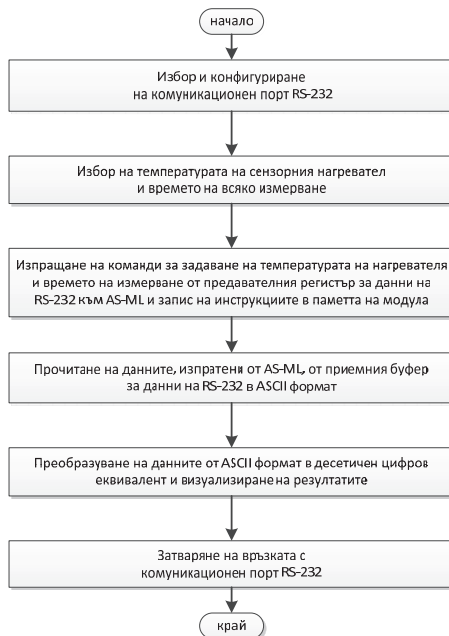 начало
Избор и конфигуриране
на комуникационен порт RS-232
Избор на температурата на сензорния нагревател
и времето на всяко измерване
Изпращане на команди за задаване на температурата на нагревателя
и времето на измерване от предавателния регистър за данни на
RS-232 към AS-ML и запис на инструкциите в паметта на модула
Прочитане на данните, изпратени от AS-ML, от приемния буфер
за данни на RS-232 в ASCII формат
Преобразуване на данните от ASCII формат в десетичен цифров
еквивалент и визуализиране на резултатите
Затваряне на връзката с
комуникационен порт RS-232
край